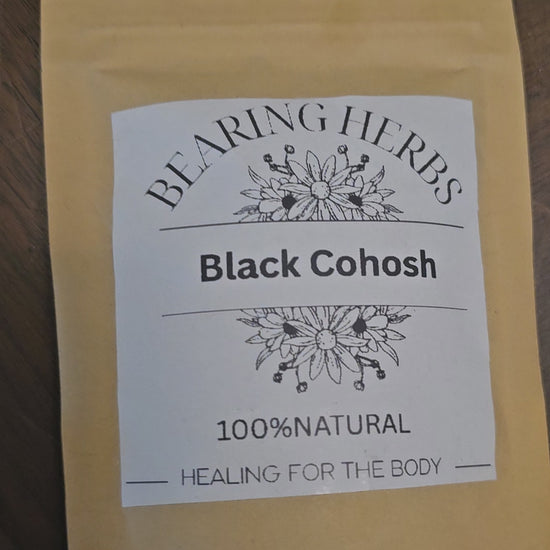 BEARING HERBS
Black Cohosh
100%NATURAL
HEALING FOR THE BODY